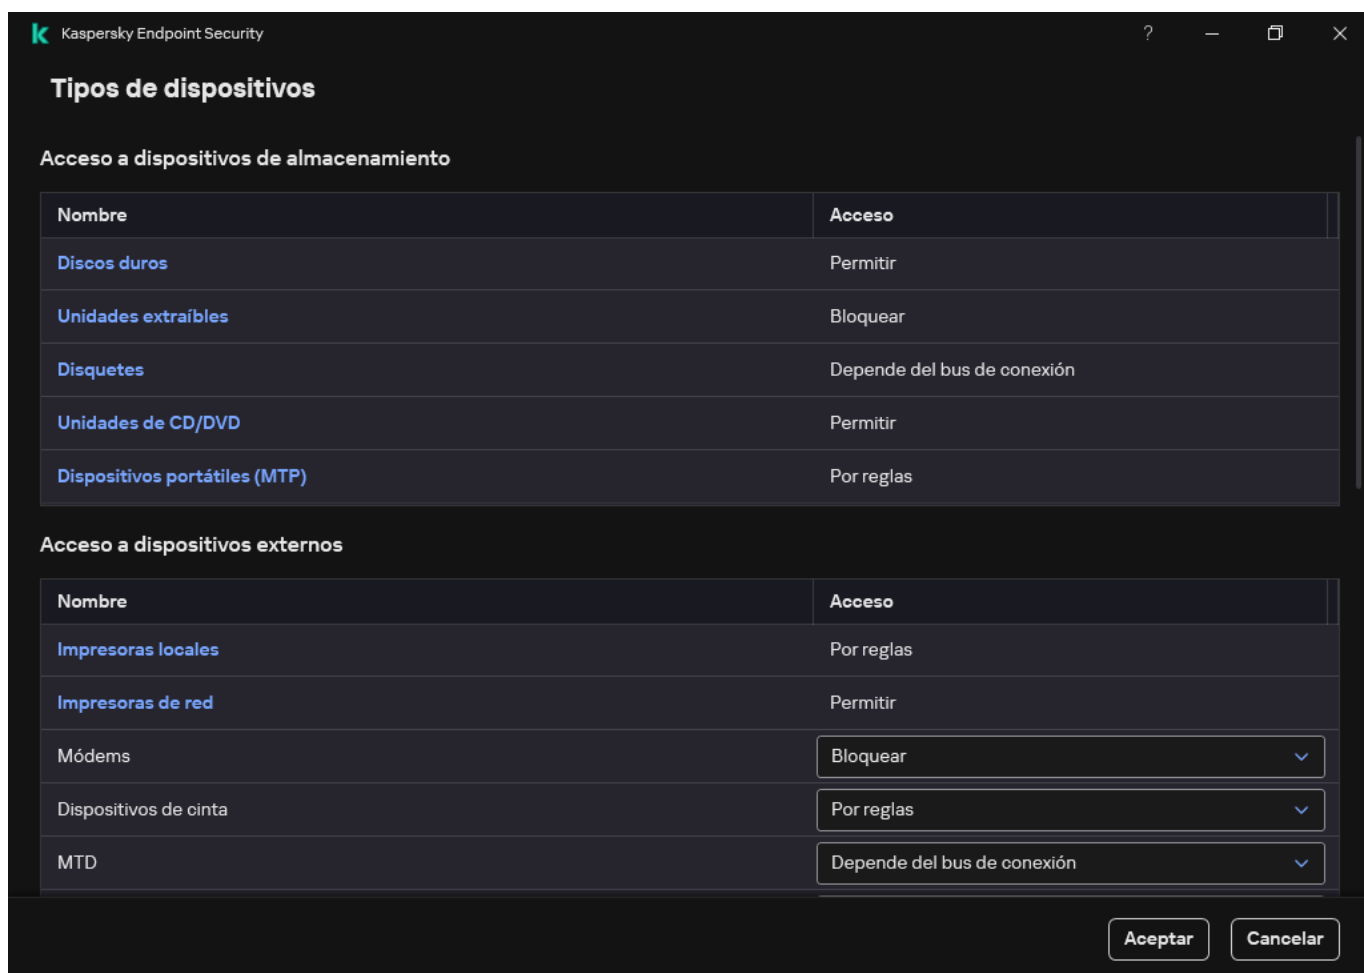 Kaspersky Endpoint Security
Tipos de dispositivos
Acceso a dispositivos de almacenamiento
Nombre Acceso
Discos duros Permitir
Unidades extraíbles Bloquear
Disquetes Depende del bus de conexión
Unidades de CD/DVD Permitir
Dispositivos portátiles (MTP) Por reglas
Acceso a dispositivos externos
Nombre Acceso
Impresoras locales Por reglas
Impresoras de red Permitir
Módems Bloquear
Dispositivos de cinta Por reglas
MTD Depende del bus de conexión
Aceptar Cancelar